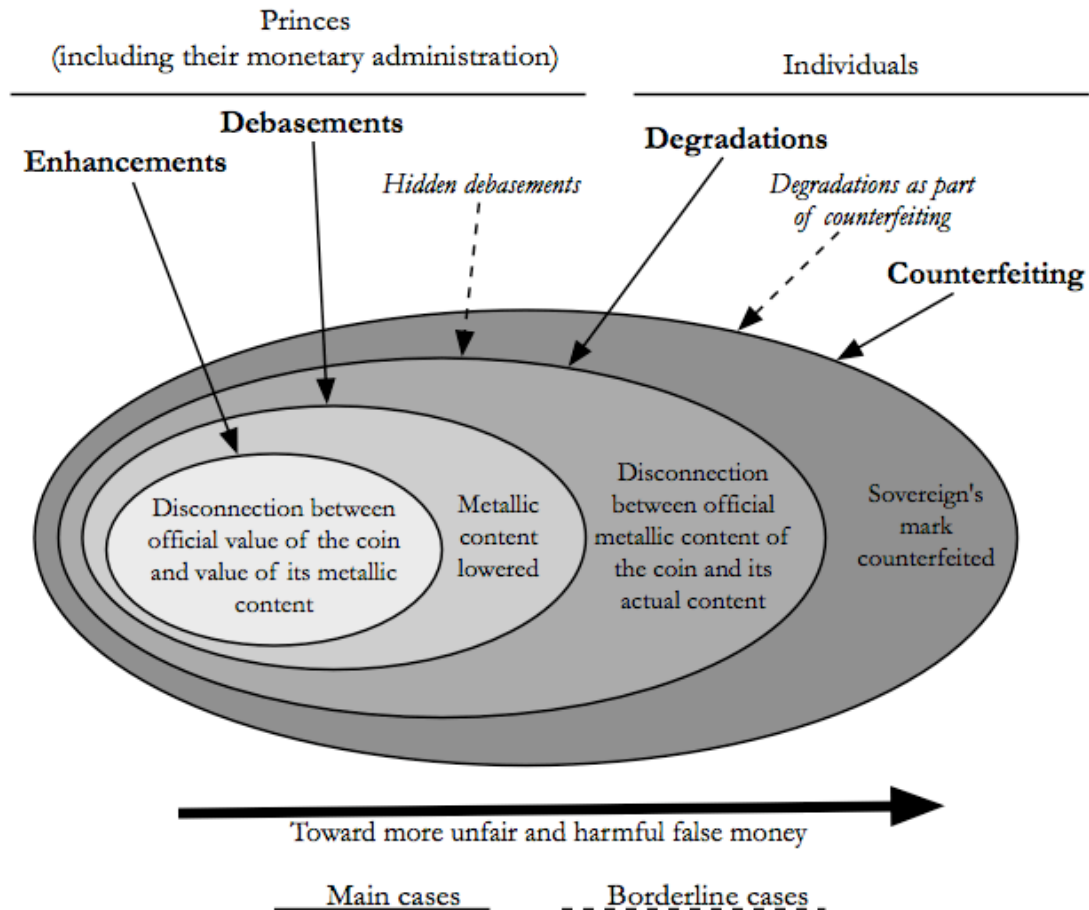 Princes
(including their monetary administration)
Individuals
Debasements
Enhancements
Hidden debasements
Degradations
Degradations as part
of counterfeiting
Counterfeiting
Disconnection between
official value of the coin
and value of its metallic
content
Metallic
content
lowered
Disconnection
between official
metallic content of
the coin and its
actual content
Sovereign's
mark
counterfeited
Toward more unfair and harmful false money
Main cases
Borderline cases